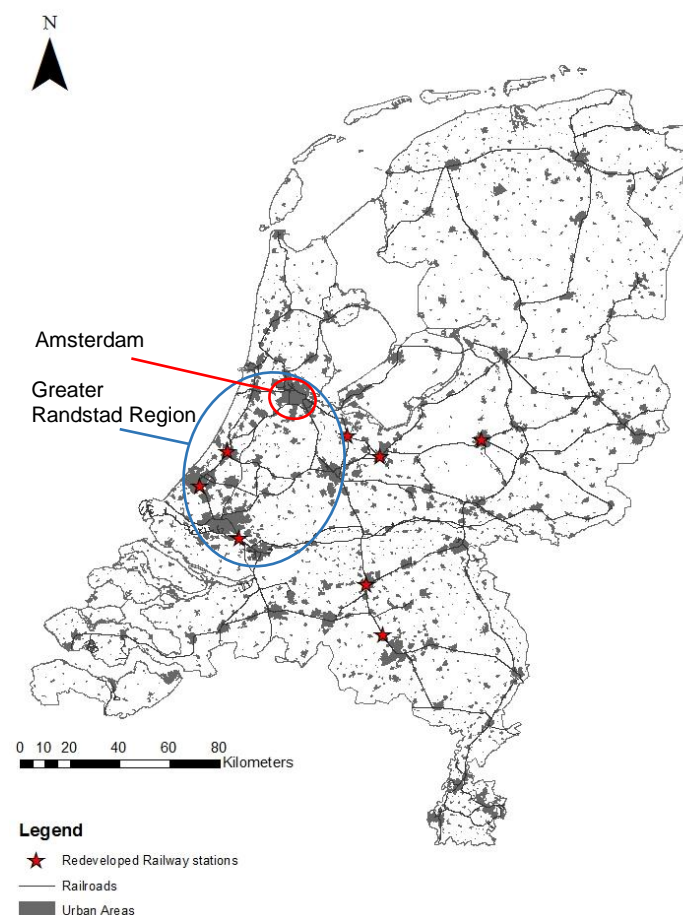 N
Amsterdam
Greater
Randstad Region
0 10 20 40 60 80
Kilometers
Legend
Redeveloped Railway stations
Railroads
Urban Areas